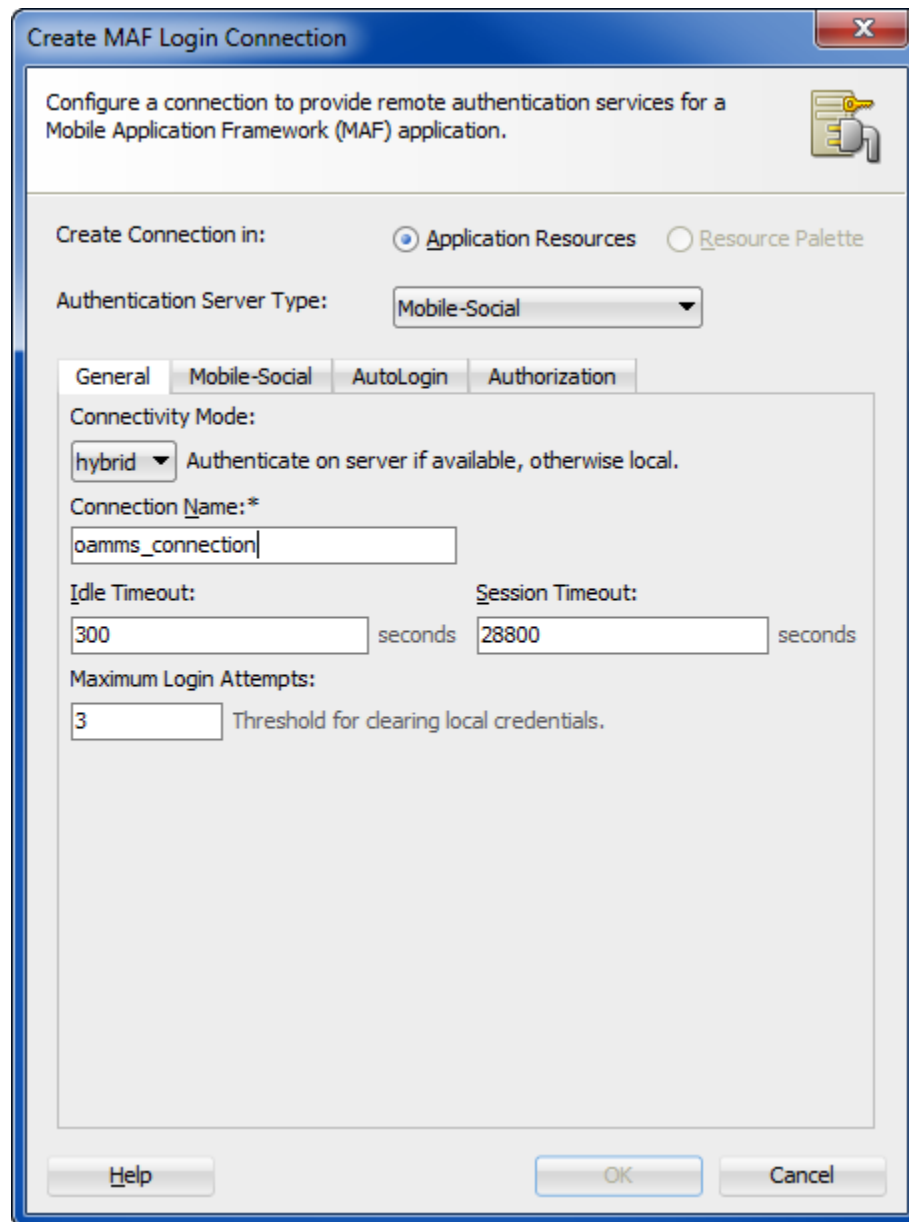 Create MAF Login Connection
Configure a connection to provide remote authentication services for a
Mobile Application Framework (MAF) application.
Create Connection in: Application Resources Resource Palette
Authentication Server Type: Mobile-Social
General Mobile-Social AutoLogin Authorization
Connectivity Mode:
hybrid Authenticate on server if available, otherwise local.
Connection Name:*
oamms_connection
Idle Timeout: Session Timeout:
300 seconds 28800 seconds
Maximum Login Attempts:
3 Threshold for clearing local credentials.
Help OK Cancel